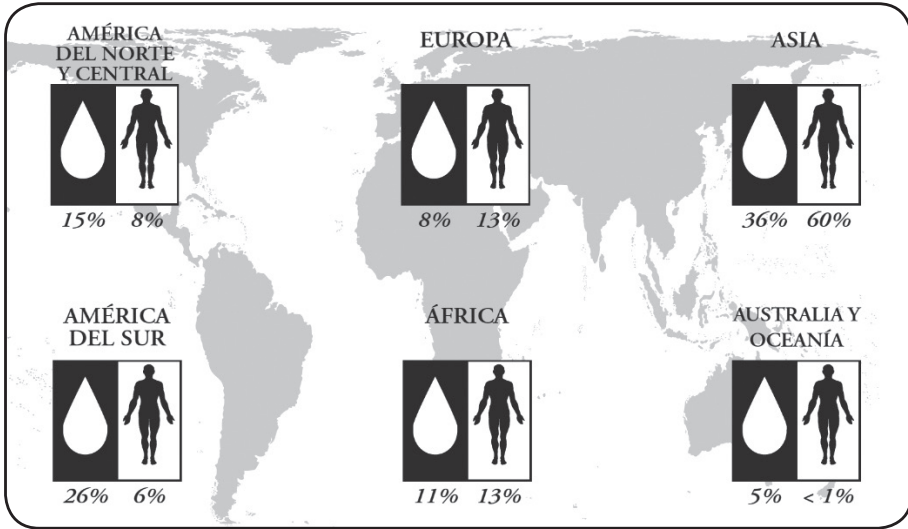 AMÉRICA
DEL NORTE
Y CENTRAL
15% 8%
EUROPA
8% 13%
ASIA
36% 60%
AMÉRICA
DEL SUR
26% 6%
ÁFRICA
11% 13%
AUSTRALIA Y
OCEANÍA
5% < 1%